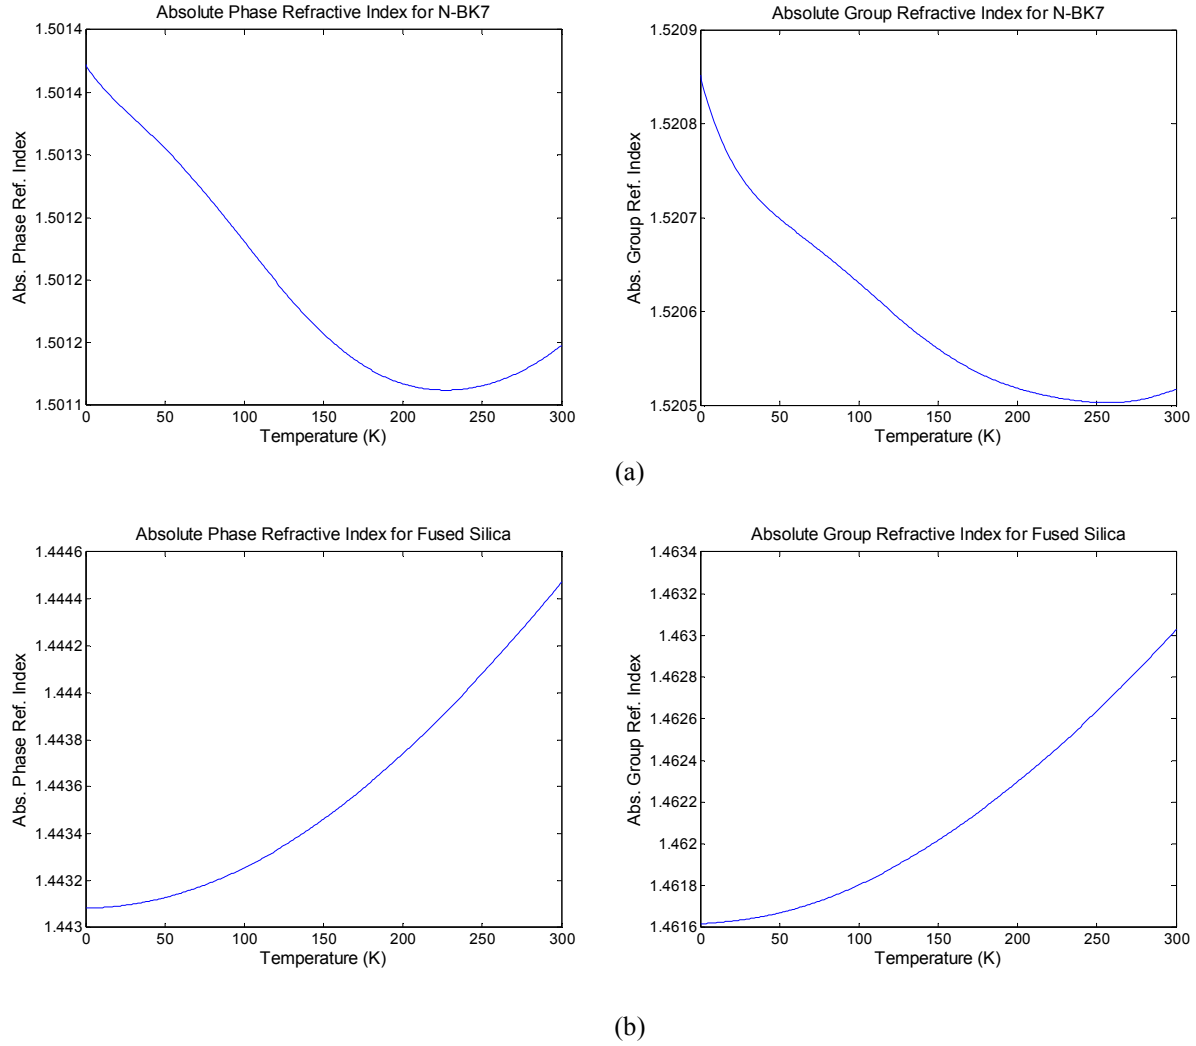 Absolute Phase Refractive Index for N-BK7
Abs. Phase Ref. Index
1.5014
1.5014
1.5013
1.5012
1.5012
1.5012
1.5011
0 50 100 150 200 250 300
Temperature (K)
Absolute Group Refractive Index for N-BK7
Abs. Group Ref. Index
1.5209
1.5208
1.5207
1.5206
1.5205
0 50 100 150 200 250 300
Temperature (K)
(a)
Absolute Phase Refractive Index for Fused Silica
Abs. Phase Ref. Index
1.4446
1.4444
1.4442
1.444
1.4438
1.4436
1.4434
1.4432
1.443
0 50 100 150 200 250 300
Temperature (K)
Absolute Group Refractive Index for Fused Silica
Abs. Group Ref. Index
1.4634
1.4632
1.463
1.4628
1.4626
1.4624
1.4622
1.462
1.4618
1.4616
0 50 100 150 200 250 300
Temperature (K)
(b)